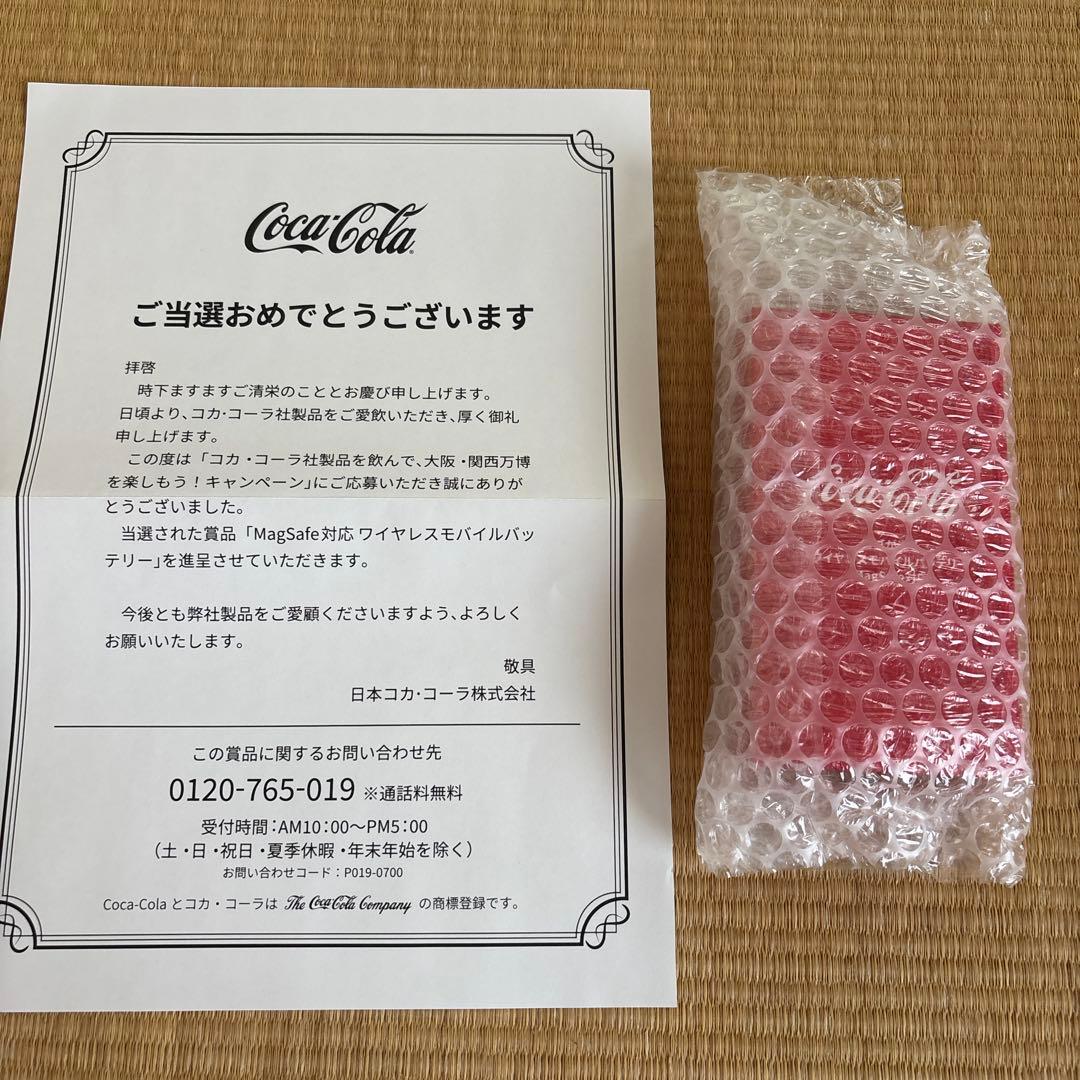 Coca-Cola
ご当選おめでとうございます
拝啓
時下ますますご清栄のこととお慶び申し上げます。
日頃より、コカ･コーラ社製品をご愛飲いただき、厚く御礼
申し上げます。
この度は「コカ・コーラ社製品を飲んで、大阪・関西万博
を楽しもう！キャンペーン」にご応募いただき誠にありが
とうございました。
当選された賞品「MagSafe対応 ワイヤレスモバイルバッ
テリー」を進呈させていただきます。
今後とも弊社製品をご愛顧くださいますよう、よろしく
お願いいたします。
敬具
日本コカ･コーラ株式会社
この賞品に関するお問い合わせ先
0120-765-019 ※通話料無料
受付時間：AM10：00～PM5：00
（土・日・祝日・夏季休暇・年末年始を除く）
お問い合わせコード：P019-0700
Coca-Cola とコカ・コーラは The Coca-Cola Company の商標登録です。
Coca-Cola